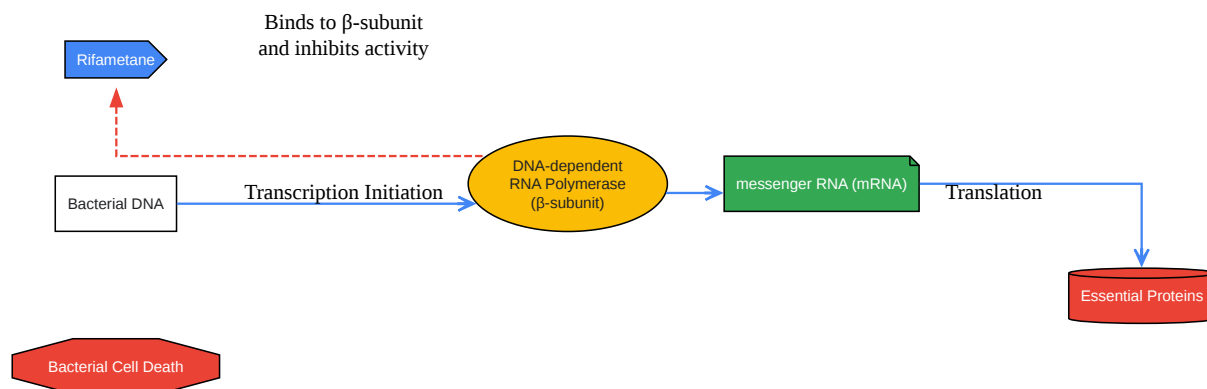 Binds to β-subunit
and inhibits activity
Rifametane
DNA-dependent
RNA Polymerase
(β-subunit)
messenger RNA (mRNA)
Bacterial DNA
Transcription Initiation
Translation
Essential Proteins
Bacterial Cell Death